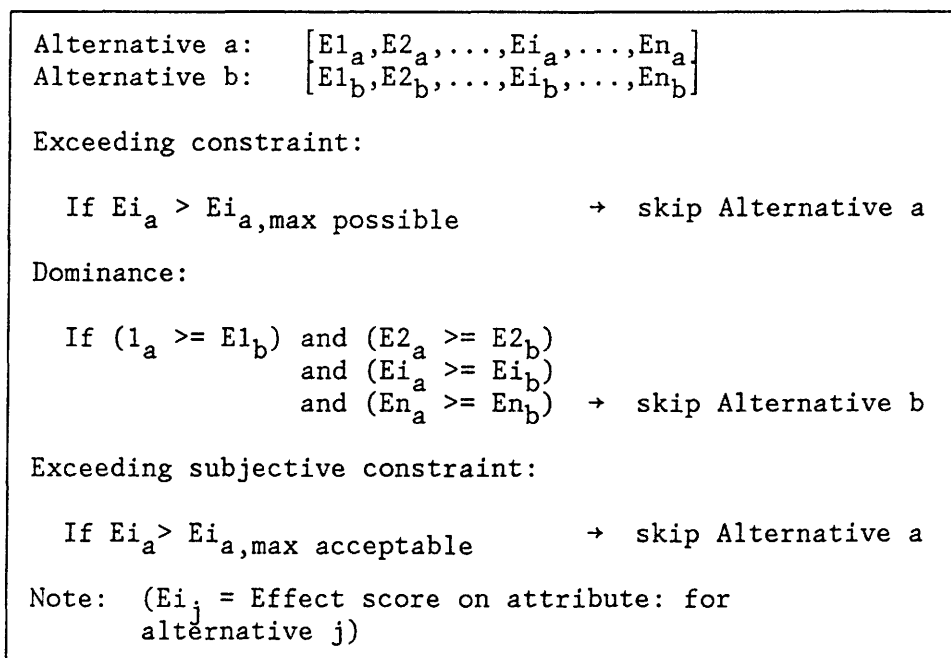 Alternative a: [E1a,E2a,...,Eia,...,Ena]
Alternative b: [E1b,E2b,...,Eib,...,Enb]
Exceeding constraint:
If Eia > Eia,max possible → skip Alternative a
Dominance:
If (1a >= E1b) and (E2a >= E2b)
and (Eia >= Eib)
and (Ena >= Enb) → skip Alternative b
Exceeding subjective constraint:
If Eia> Eia,max acceptable → skip Alternative a
Note: (Eij = Effect score on attribute: for
alternative j)